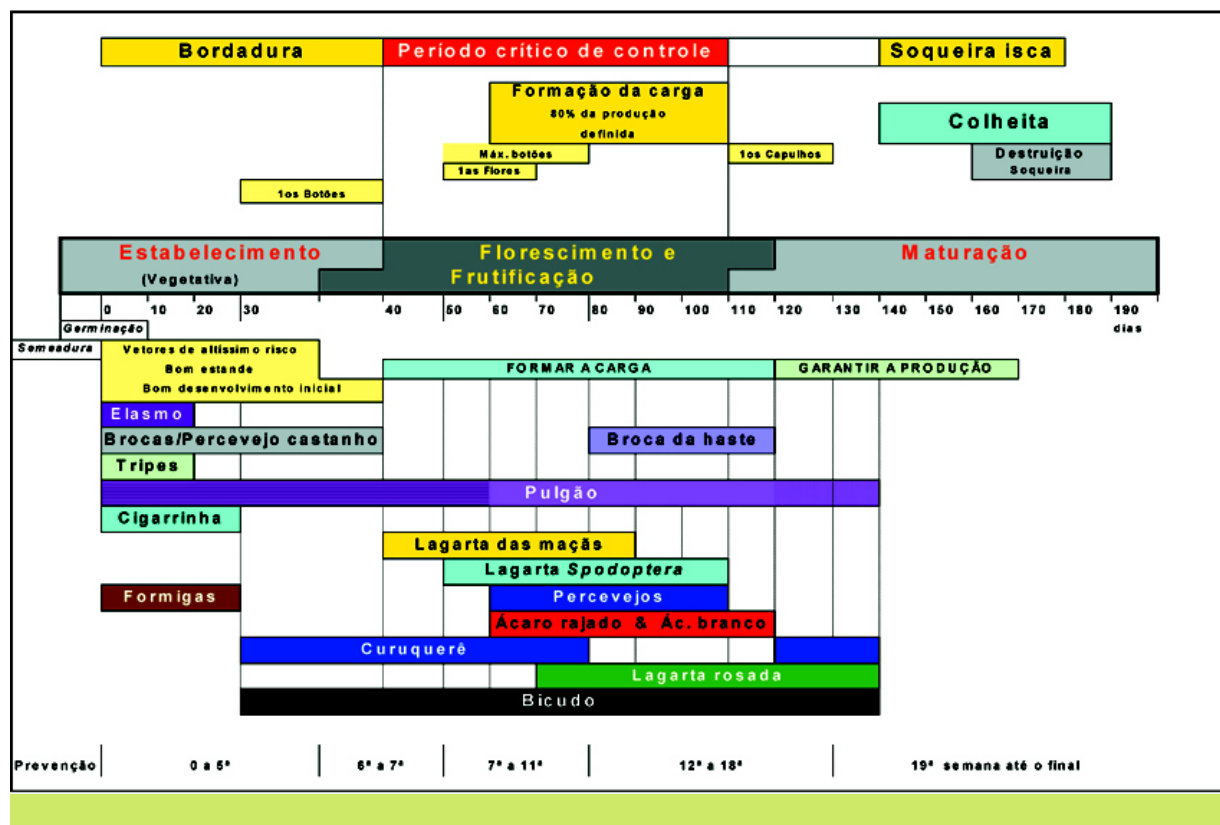 Bordadura Período crítico de controle Soqueira isca
Formação da carga
80% da produção
definida
Colheita
Máx. botões 1os Capulhos Destruição
1as Flores Soqueira
1os Botões
Estabelecimento Florescimento e Maturação
(Vegetativa) Frutificação
0 10 20 30 40 50 60 70 80 90 100 110 120 130 140 150 160 170 180 190
dias
Germinação
Semeadura Vetores de altíssimo risco
Bom estande FORMAR A CARGA GARANTIR A PRODUÇÃO
Bom desenvolvimento inicial
Elasmo
Brocas/Percevejo castanho Broca da haste
Tripes
Pulgão
Cigarrinha
Lagarta das maçãs
Lagarta Spodoptera
Formigas Percevejos
Ácaro rajado & Ác. branco
Curuquerê
Lagarta rosada
Bicudo
Prevenção 0 a 5ª 6ª a 7ª 7ª a 11ª 12ª a 18ª 19ª semana até o final